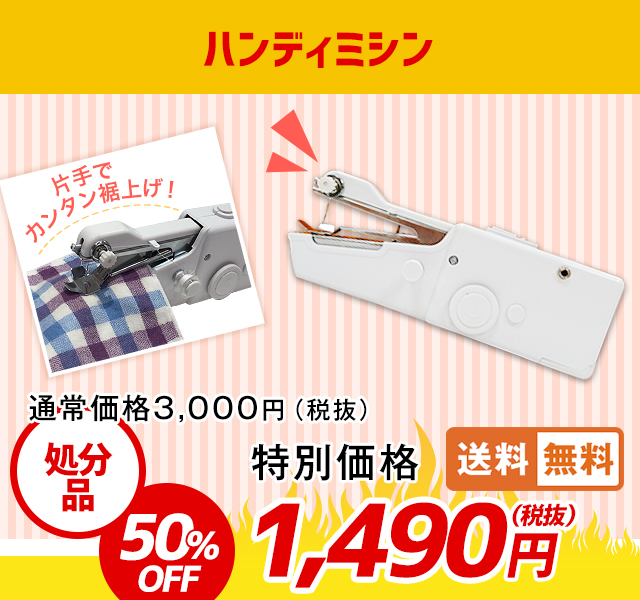 ハンディミシン
片手で
カンタン裾上げ！
通常価格3,000円（税抜）
処分
品
特別価格
送料 無料
50%
OFF
1,490円
（税抜）